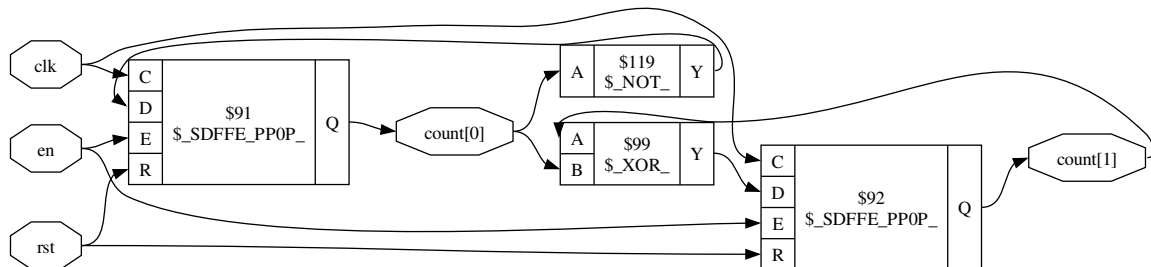 clk
en
rst
C
D
E
R
$91
$_SDFFE_PP0P_
Q
count[0]
A
$119
$_NOT_
Y
A
B
$99
$_XOR_
Y
C
D
E
R
$92
$_SDFFE_PP0P_
Q
count[1]